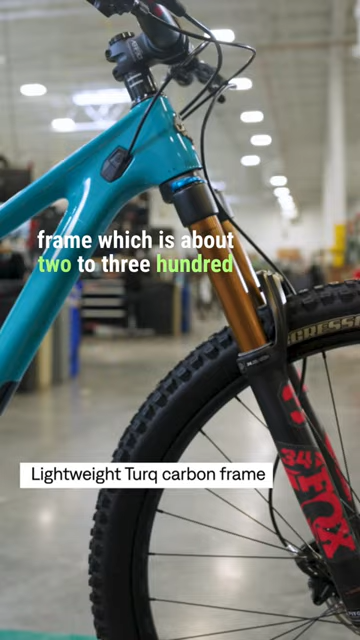 frame which is about
two to three hundred
Lightweight Turq carbon frame
34
FOX